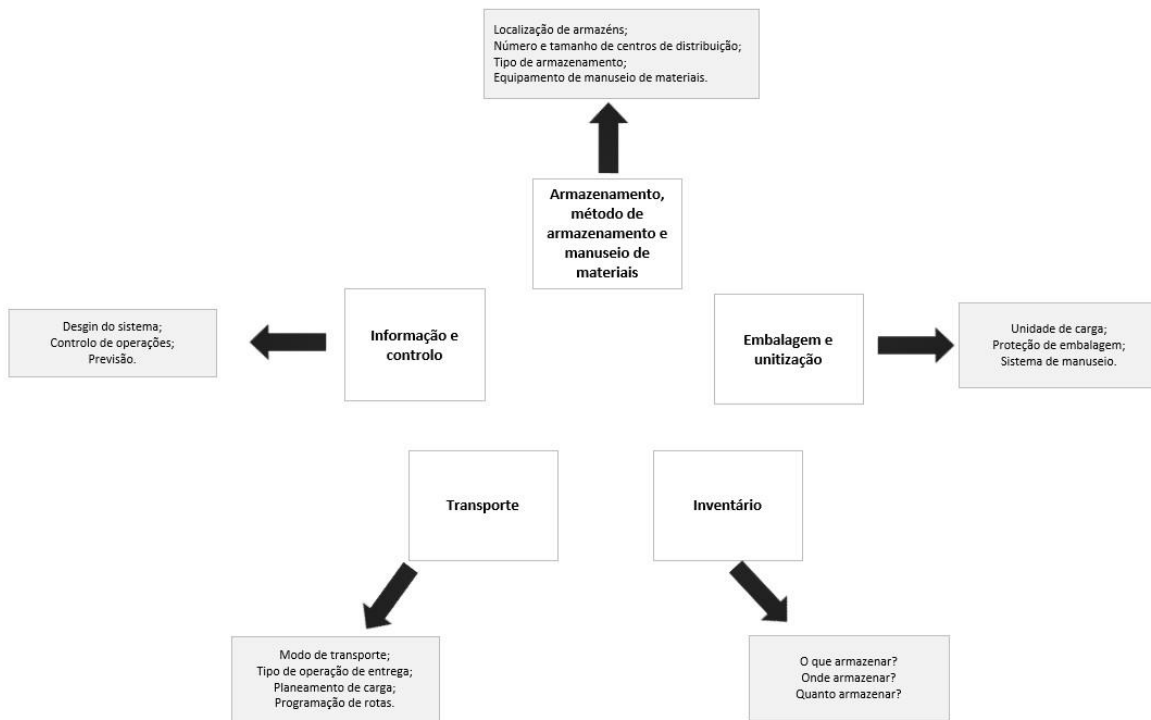 Localização de armazéns;
Número e tamanho de centros de distribuição;
Tipo de armazenamento;
Equipamento de manuseio de materiais.
Armazenamento,
método de
armazenamento e
manuseio de
materiais
Desgin do sistema;
Controlo de operações;
Previsão.
Informação e
controlo
Embalagem e
unitização
Unidade de carga;
Proteção de embalagem;
Sistema de manuseio.
Transporte
Inventário
Modo de transporte;
Tipo de operação de entrega;
Planeamento de carga;
Programação de rotas.
O que armazenar?
Onde armazenar?
Quanto armazenar?